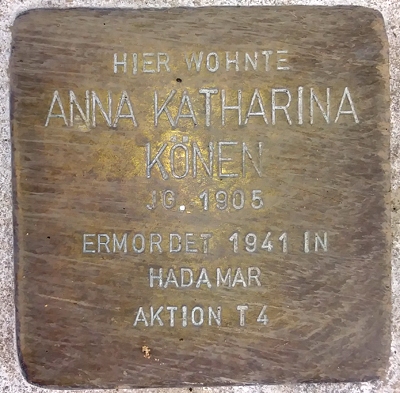 HIER WOHNTE
ANNA KATHARINA
KÖNEN
JG. 1905
ERMORDET 1941 IN
HADAMAR
AKTION T4